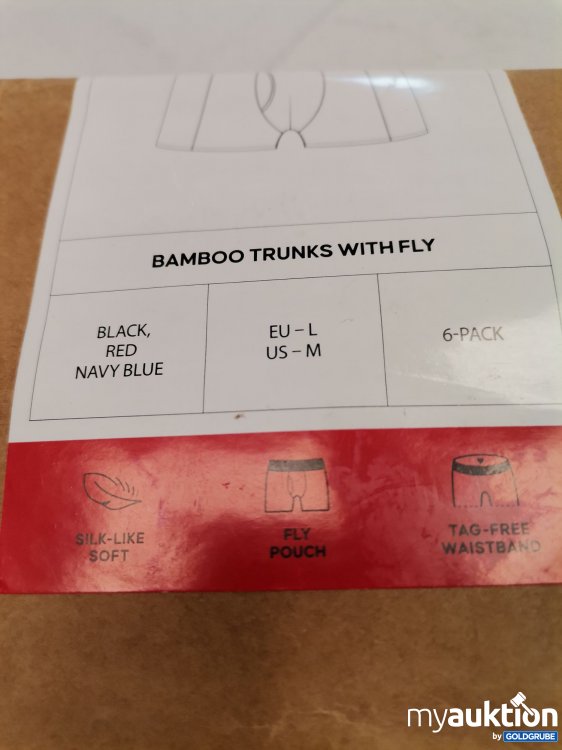 BAMBOO TRUNKS WITH FLY
BLACK,
RED
NAVY BLUE
EU – L
US – M
6-PACK
SILK-LIKE
SOFT
FLY
POUCH
TAG-FREE
WAISTBAND
myauktion
by GOLDGRUBE